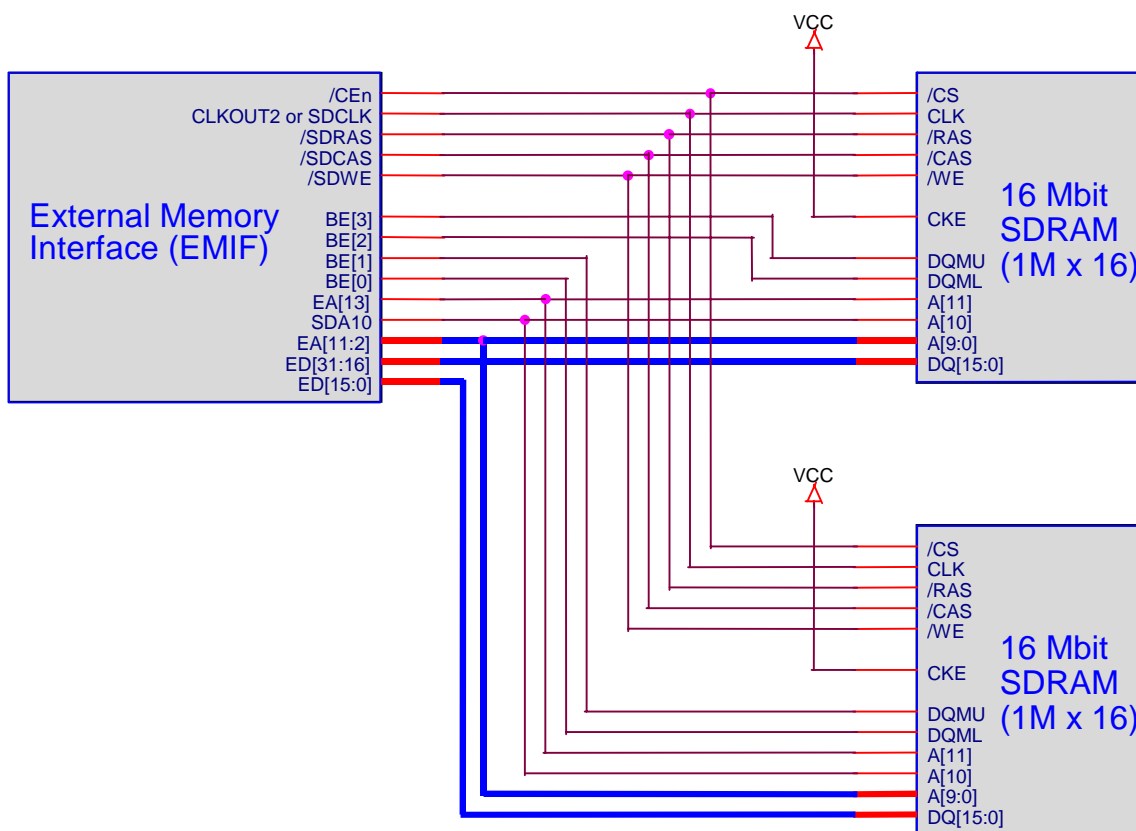 VCC
/CEn
CLKOUT2 or SDCLK
/SDRAS
/SDCAS
/SDWE
External Memory
Interface (EMIF)
BE[3]
BE[2]
BE[1]
BE[0]
EA[13]
SDA10
EA[11:2]
ED[31:16]
ED[15:0]
/CS
CLK
/RAS
/CAS
/WE
CKE
DQMU
DQML
A[11]
A[10]
A[9:0]
DQ[15:0]
16 Mbit
SDRAM
(1M x 16)
VCC
/CS
CLK
/RAS
/CAS
/WE
CKE
DQMU
DQML
A[11]
A[10]
A[9:0]
DQ[15:0]
16 Mbit
SDRAM
(1M x 16)